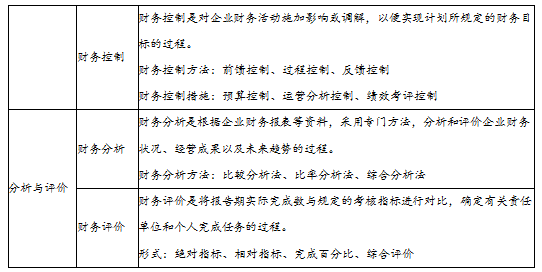 财务控制是对企业财务活动施加影响或调解，以便实现计划所规定的财务目
标的过程。
财务控制
财务控制方法：前馈控制、过程控制、反馈控制
财务控制措施：预算控制、运营分析控制、绩效考评控制
财务分析是根据企业财务报表等资料，采用专门方法，分析和评价企业财务
财务分析
状况、经营成果以及未来趋势的过程。
财务分析方法：比较分析法、比率分析法、综合分析法
分析与评价
财务评价是将报告期实际完成数与规定的考核指标进行对比，确定有关责任
财务评价
单位和个人完成任务的过程。
形式：绝对指标、相对指标、完成百分比、综合评价